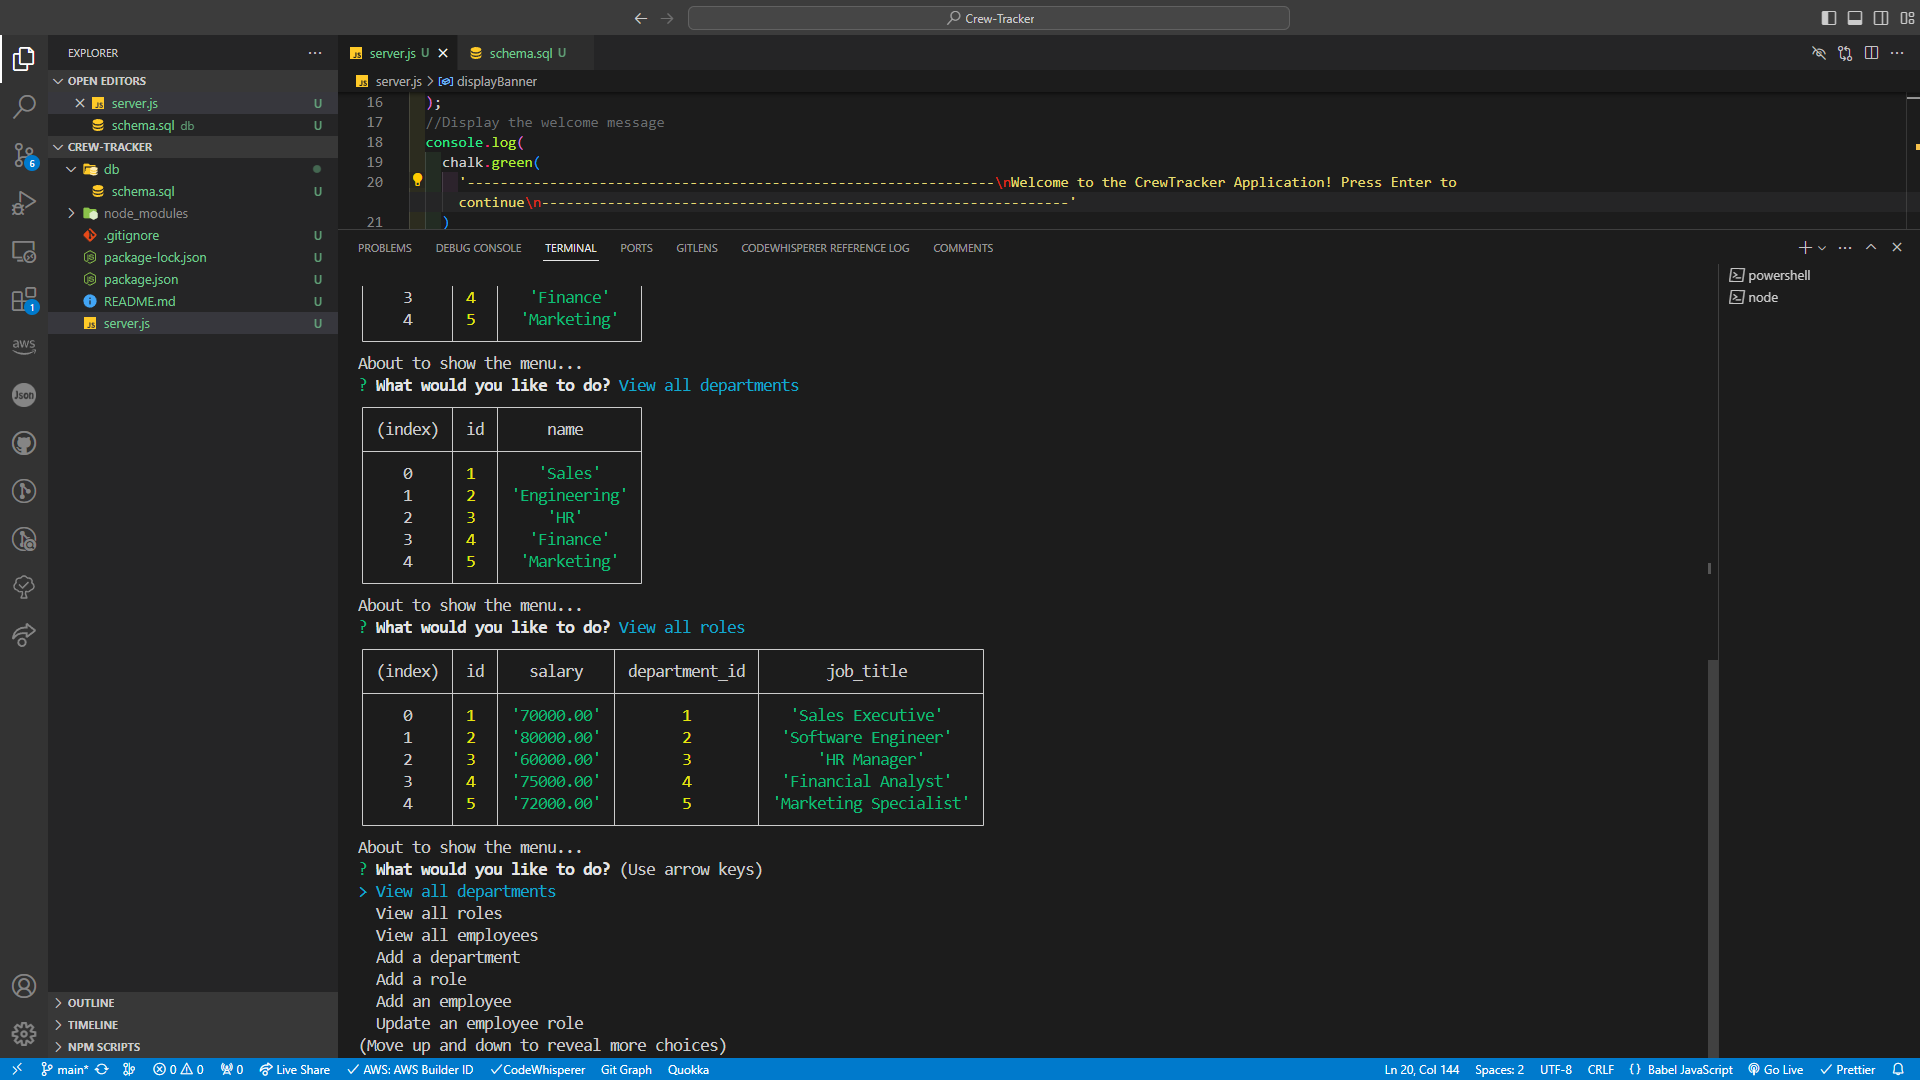 Crew-Tracker
EXPLORER
OPEN EDITORS
server.js U
schema.sql db U
CREW-TRACKER
db
schema.sql U
node_modules
.gitignore U
package-lock.json U
package.json U
README.md U
server.js U
OUTLINE
TIMELINE
NPM SCRIPTS
6
1
aws
Json
server.js U
schema.sql U
server.js > displayBanner
16 );
17 //Display the welcome message
18 console.log(
19 chalk.green(
20 '----------------------------------------------------------------\nWelcome to the CrewTracker Application! Press Enter to
continue\n----------------------------------------------------------------'
21 )
PROBLEMS DEBUG CONSOLE TERMINAL PORTS GITLENS CODEWHISPERER REFERENCE LOG COMMENTS
powershell
node
3 4 'Finance'
4 5 'Marketing'
About to show the menu...
? What would you like to do? View all departments
(index) id name
0 1 'Sales'
1 2 'Engineering'
2 3 'HR'
3 4 'Finance'
4 5 'Marketing'
About to show the menu...
? What would you like to do? View all roles
(index) id salary department_id job_title
0 1 '70000.00' 1 'Sales Executive'
1 2 '80000.00' 2 'Software Engineer'
2 3 '60000.00' 3 'HR Manager'
3 4 '75000.00' 4 'Financial Analyst'
4 5 '72000.00' 5 'Marketing Specialist'
About to show the menu...
? What would you like to do? (Use arrow keys)
> View all departments
View all roles
View all employees
Add a department
Add a role
Add an employee
Update an employee role
(Move up and down to reveal more choices)
main* 0 0 0 Live Share AWS: AWS Builder ID CodeWhisperer Git Graph Quokka Ln 20, Col 144 Spaces: 2 UTF-8 CRLF {} Babel JavaScript Go Live Prettier